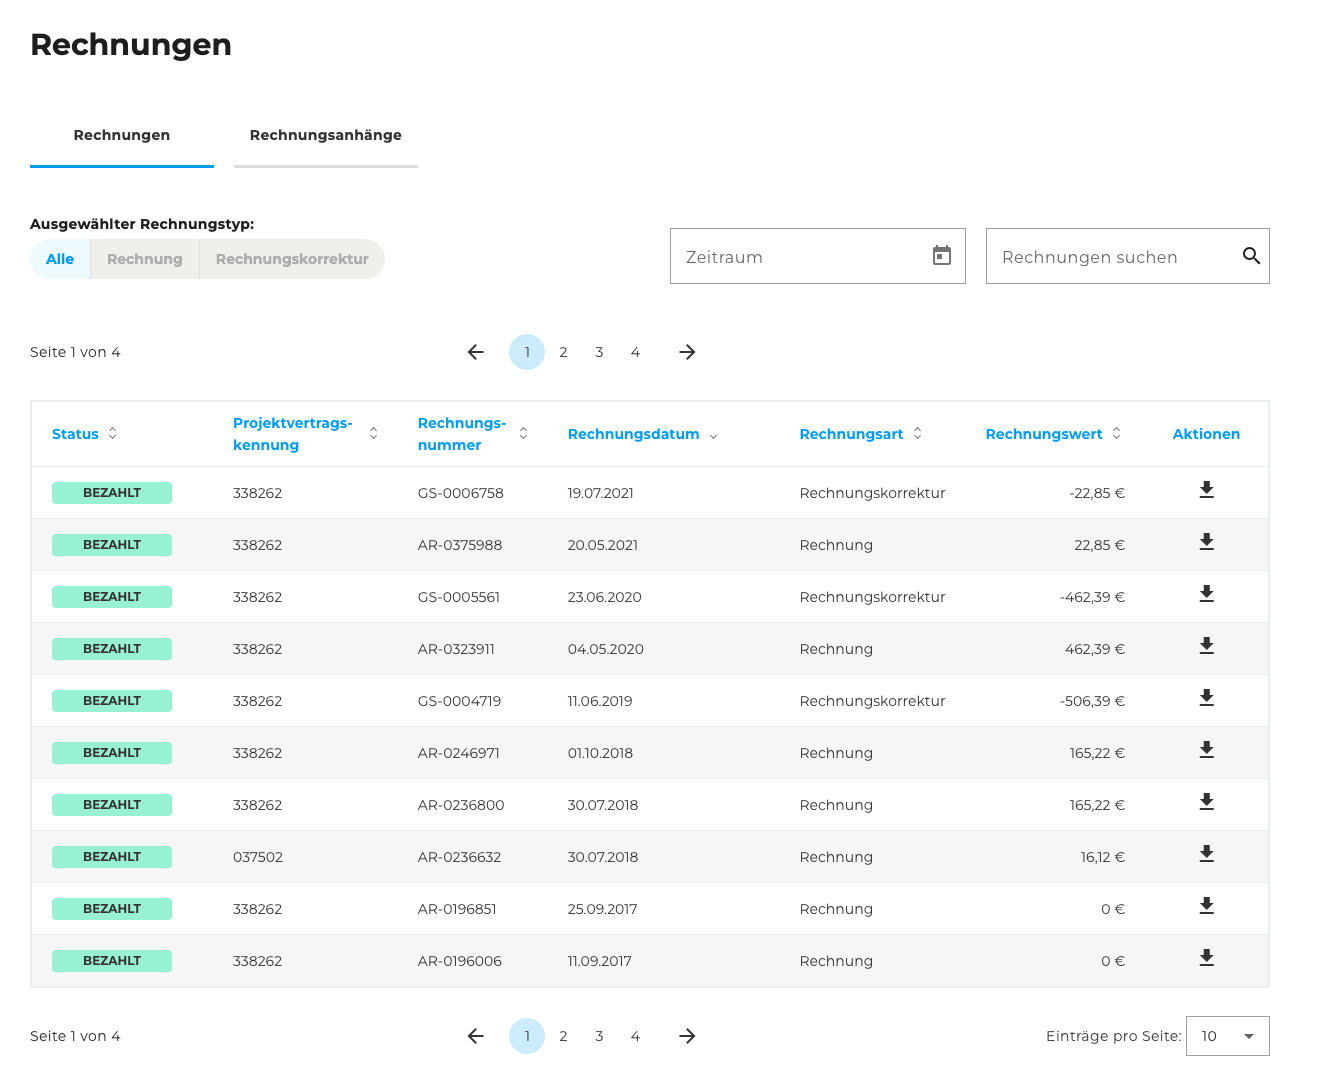 Rechnungen
Rechnungen Rechnungsanhänge
Ausgewählter Rechnungstyp:
Alle Rechnung Rechnungskorrektur
Zeitraum Rechnungen suchen
Seite 1 von 4 1 2 3 4
Status Projektvertrags-kennung Rechnungs-nummer Rechnungsdatum Rechnungsart Rechnungswert Aktionen
BEZAHLT 338262 GS-0006758 19.07.2021 Rechnungskorrektur -22,85 €
BEZAHLT 338262 AR-0375988 20.05.2021 Rechnung 22,85 €
BEZAHLT 338262 GS-0005561 23.06.2020 Rechnungskorrektur -462,39 €
BEZAHLT 338262 AR-0323911 04.05.2020 Rechnung 462,39 €
BEZAHLT 338262 GS-0004719 11.06.2019 Rechnungskorrektur -506,39 €
BEZAHLT 338262 AR-0246971 01.10.2018 Rechnung 165,22 €
BEZAHLT 338262 AR-0236800 30.07.2018 Rechnung 165,22 €
BEZAHLT 037502 AR-0236632 30.07.2018 Rechnung 16,12 €
BEZAHLT 338262 AR-0196851 25.09.2017 Rechnung 0 €
BEZAHLT 338262 AR-0196006 11.09.2017 Rechnung 0 €
Seite 1 von 4 1 2 3 4 Einträge pro Seite: 10